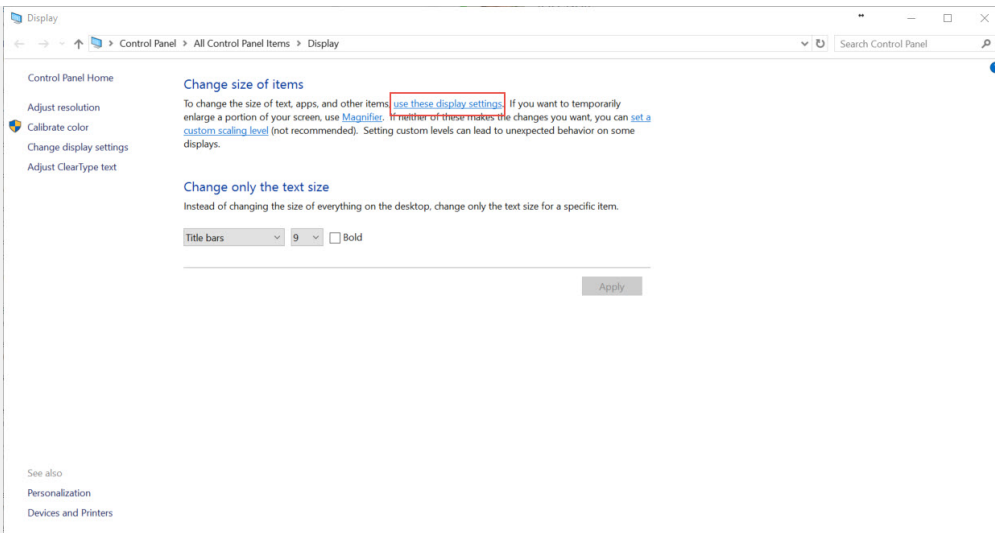 Display
Control Panel > All Control Panel Items > Display
Search Control Panel
Control Panel Home
Adjust resolution
Calibrate color
Change display settings
Adjust ClearType text
Change size of items
To change the size of text, apps, and other items, use these display settings. If you want to temporarily
enlarge a portion of your screen, use Magnifier. If neither of these makes the changes you want, you can set a
custom scaling level (not recommended). Setting custom levels can lead to unexpected behavior on some
displays.
Change only the text size
Instead of changing the size of everything on the desktop, change only the text size for a specific item.
Title bars 9 Bold
Apply
See also
Personalization
Devices and Printers